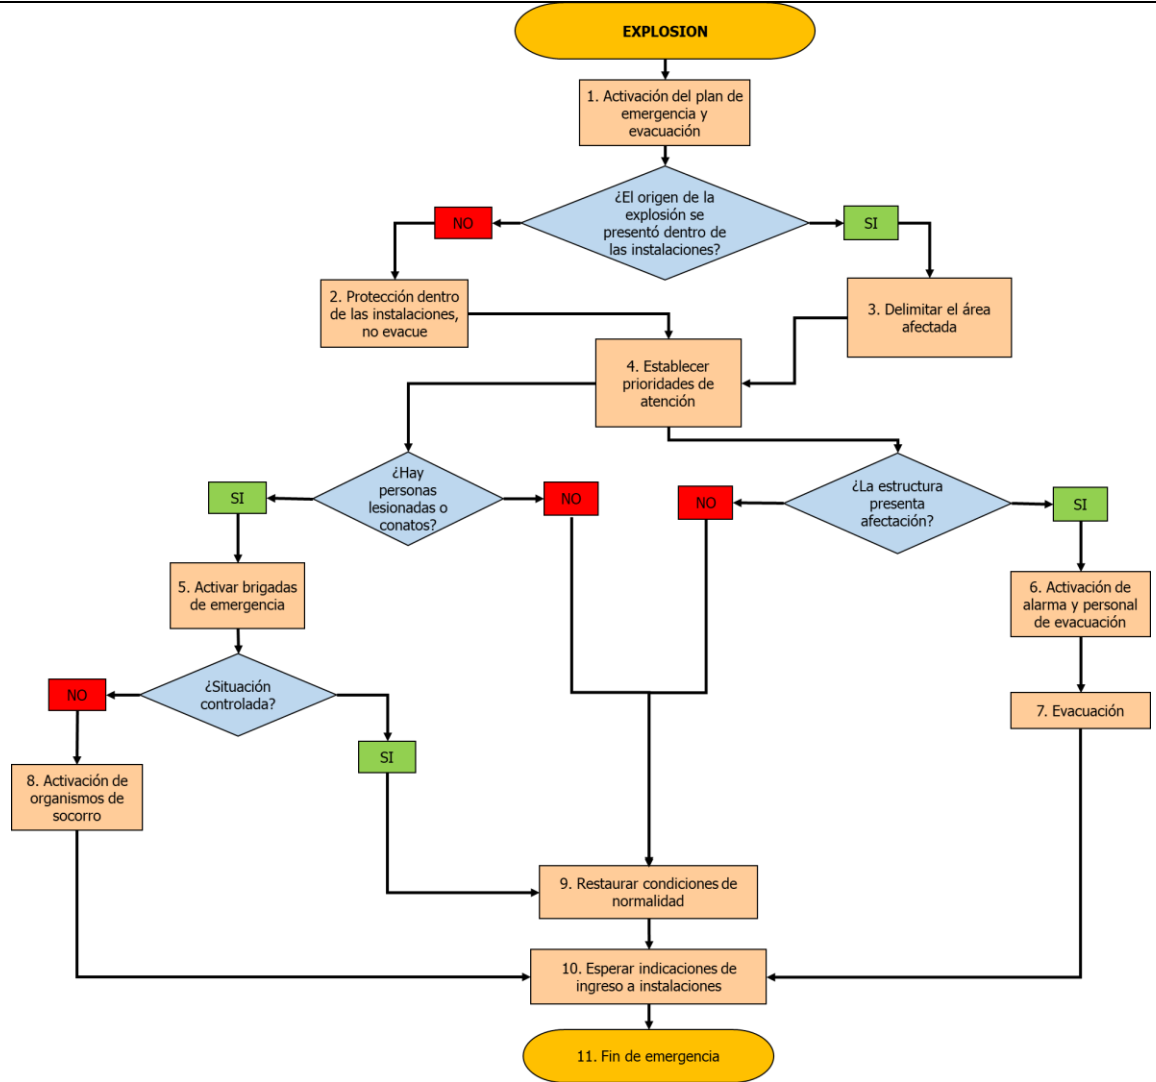 EXPLOSION
1. Activación del plan de
emergencia y
evacuación
¿El origen de la
explosión se
presentó dentro de
las instalaciones?
NO
SI
2. Protección dentro
de las instalaciones,
no evacue
3. Delimitar el área
afectada
4. Establecer
prioridades de
atención
¿Hay
personas
lesionadas o
conatos?
SI
NO
NO
¿La estructura
presenta
afectación?
SI
5. Activar brigadas
de emergencia
6. Activación de
alarma y personal
de evacuación
¿Situación
controlada?
NO
SI
7. Evacuación
8. Activación de
organismos de
socorro
9. Restaurar condiciones de
normalidad
10. Esperar indicaciones de
ingreso a instalaciones
11. Fin de emergencia